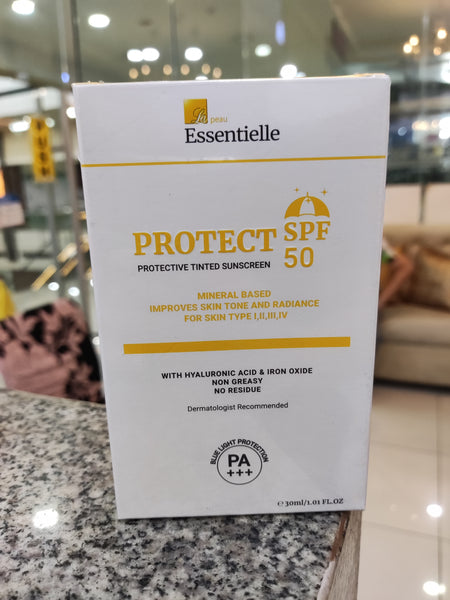 La peau
Essentielle
PROTECT SPF 50
PROTECTIVE TINTED SUNSCREEN
MINERAL BASED
IMPROVES SKIN TONE AND RADIANCE
FOR SKIN TYPE I,II,III,IV
WITH HYALURONIC ACID & IRON OXIDE
NON GREASY
NO RESIDUE
Dermatologist Recommended
BLUE LIGHT PROTECTION
PA
+++
℮ 30ml/1.01 FL.OZ